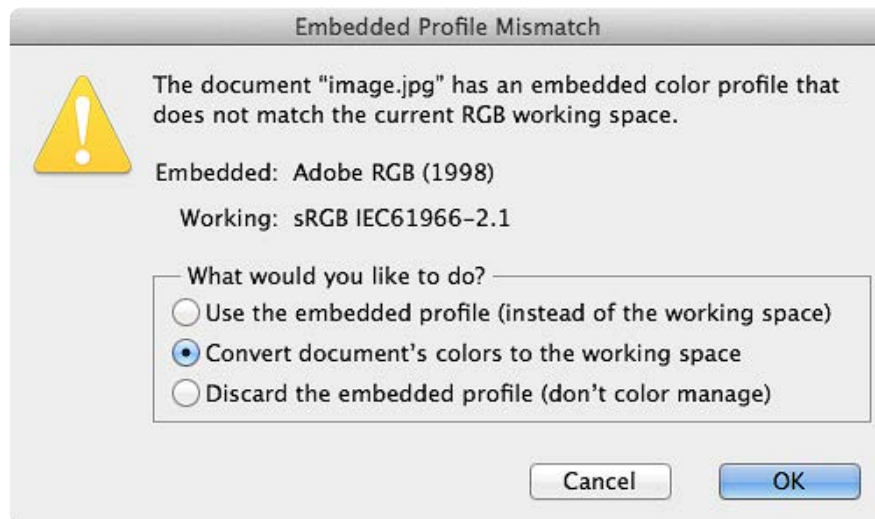 Embedded Profile Mismatch
The document "image.jpg" has an embedded color profile that
does not match the current RGB working space.
Embedded: Adobe RGB (1998)
Working: sRGB IEC61966-2.1
What would you like to do?
Use the embedded profile (instead of the working space)
Convert document's colors to the working space
Discard the embedded profile (don't color manage)
Cancel OK